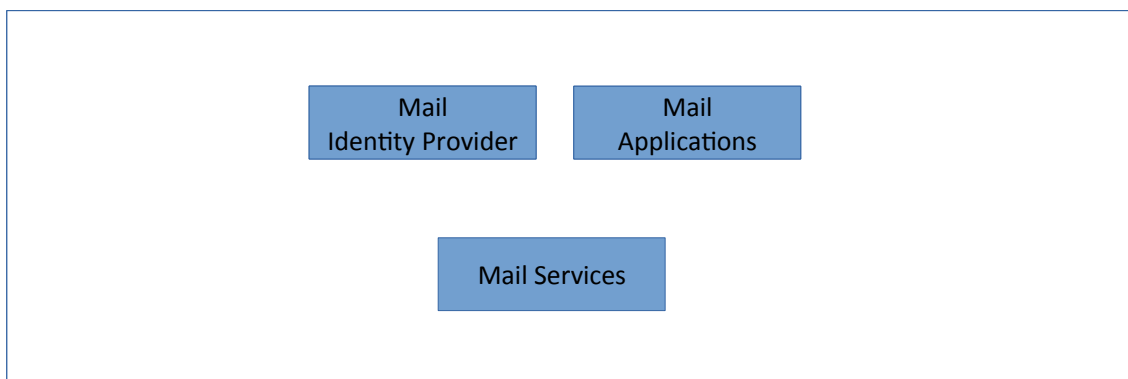 Mail
Identity Provider
Mail
Applications
Mail Services